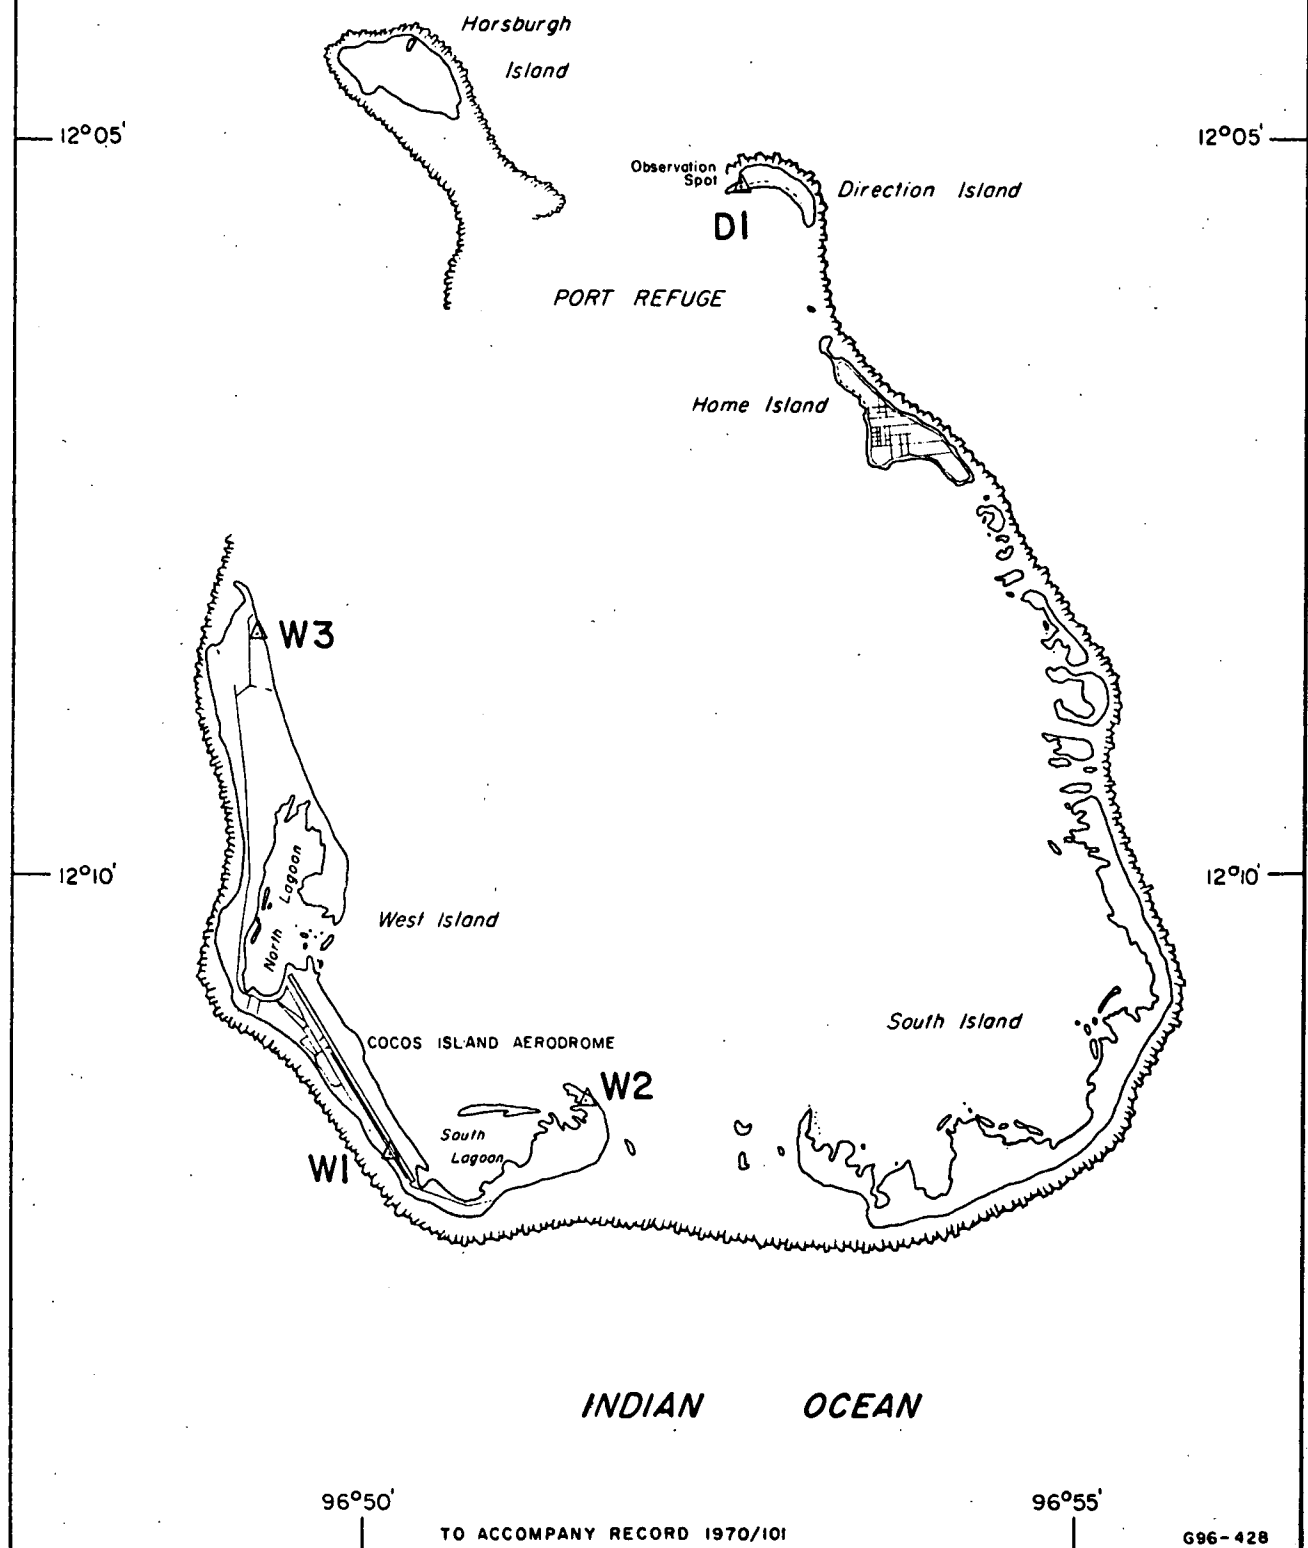 Horsburgh
Island
12°05'
12°05'
Observation
Spot
Direction Island
D1
PORT REFUGE
Home Island
W3
12°10'
12°10'
North Lagoon
West Island
South Island
COCOS ISLAND AERODROME
W2
South
Lagoon
W1
INDIAN OCEAN
96°50'
96°55'
TO ACCOMPANY RECORD 1970/101
G96-428